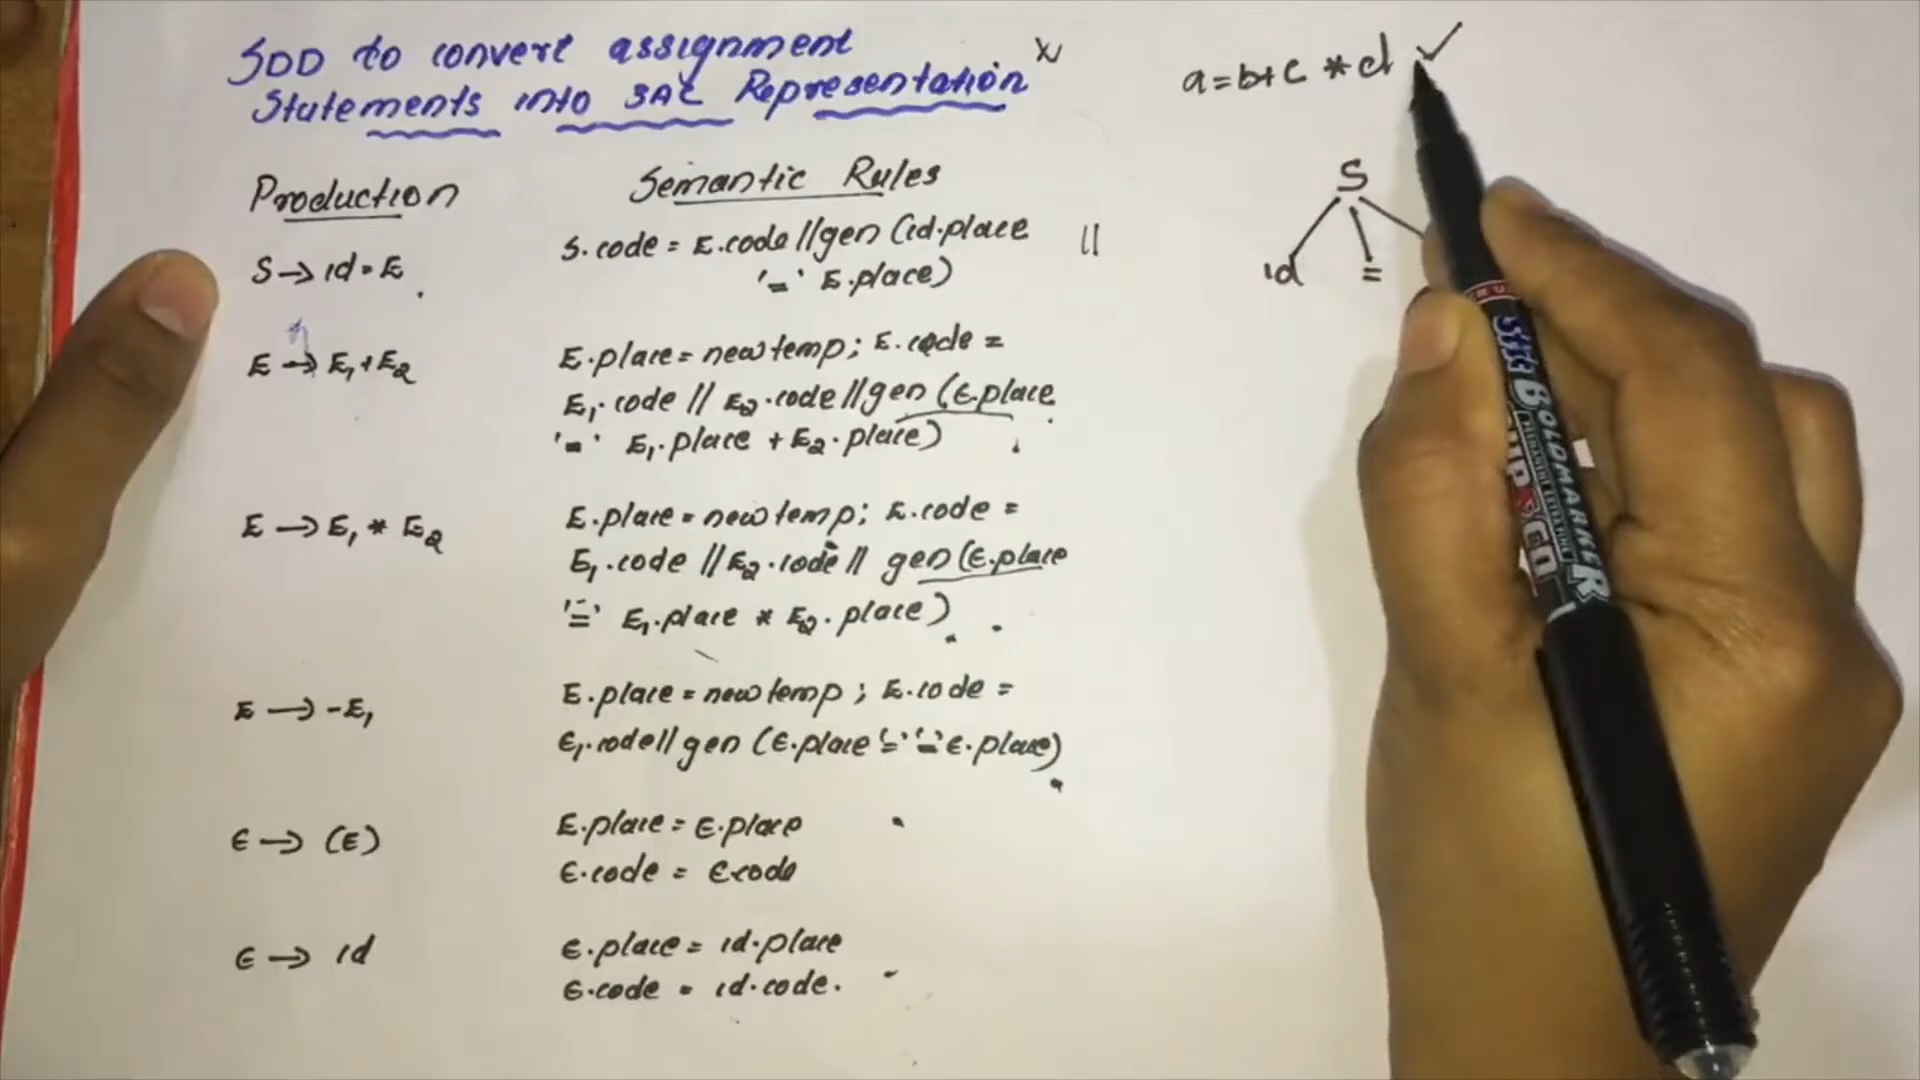 SDD to convert assignment
Statements into 3AC Representation
a=b+c *d ✓
Production
Semantic Rules
S→ id=E
S.code = E.code //gen (id.place
'=' E.place)
||
E → E1+E2
E.place = newtemp; E.code =
E1.code // E2.code //gen (E.place
'=' E1.place + E2.place)
E → E1 * E2
E.place = newtemp; E.code =
E1.code //E2.code // gen (E.place
'=' E1.place * E2.place)
E → -E1
E.place = newtemp; E.code =
E1.code// gen (E.place '=' '-' E.place)
E → (E)
E.place = E.place
E.code = E.code
E → id
E.place = id.place
E.code = id.code.
S
id =
BOLDMARKER